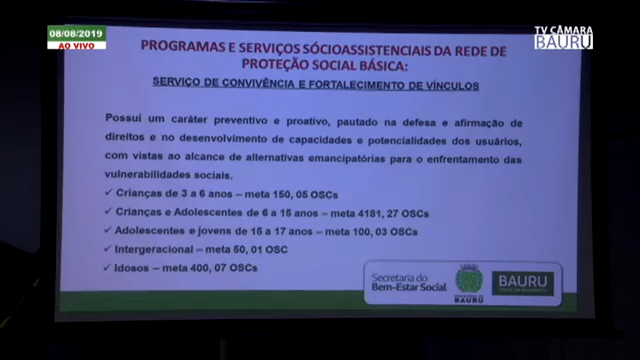 08/08/2019
AO VIVO
TV CÂMARA
BAURU
PROGRAMAS E SERVIÇOS SÓCIOASSISTENCIAIS DA REDE DE
PROTEÇÃO SOCIAL BÁSICA:
SERVIÇO DE CONVIVÊNCIA E FORTALECIMENTO DE VÍNCULOS
Possuí um caráter preventivo e proativo, pautado na defesa e afirmação de
direitos e no desenvolvimento de capacidades e potencialidades dos usuários,
com vistas ao alcance de alternativas emancipatórias para o enfrentamento das
vulnerabilidades sociais.
✓ Crianças de 3 a 6 anos – meta 150, 05 OSCs
✓ Crianças e Adolescentes de 6 a 15 anos – meta 4181, 27 OSCs
✓ Adolescentes e jovens de 15 a 17 anos – meta 100, 03 OSCs
✓ Intergeracional – meta 50, 01 OSC
✓ Idosos – meta 400, 07 OSCs
Secretaria do
Bem-Estar Social
BAURU
BAURU